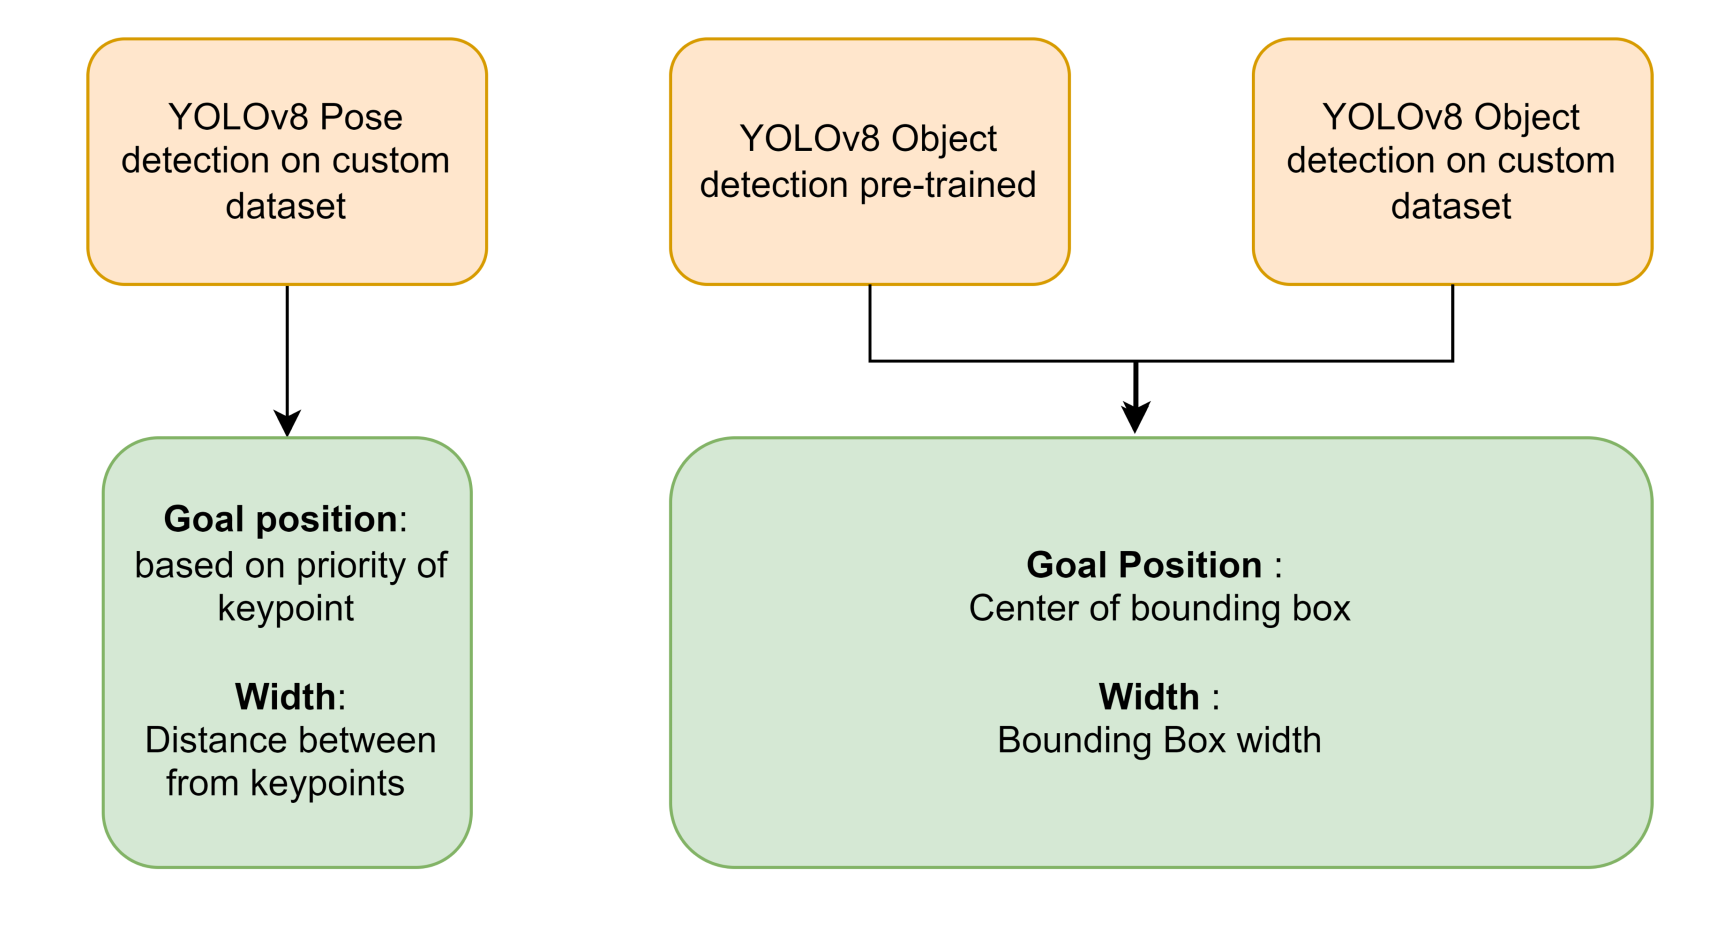 YOLOv8 Pose
detection on custom
dataset
YOLOv8 Object
detection pre-trained
YOLOv8 Object
detection on custom
dataset
Goal position:
based on priority of
keypoint
Width:
Distance between
from keypoints
Goal Position :
Center of bounding box
Width :
Bounding Box width